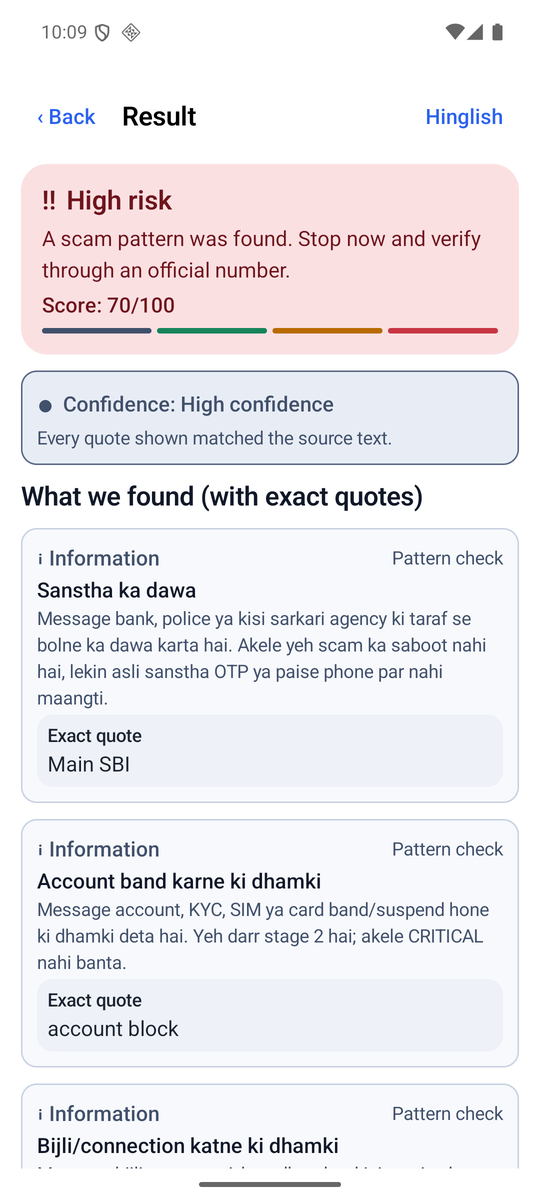 10:09
‹ Back Result Hinglish
!! High risk
A scam pattern was found. Stop now and verify
through an official number.
Score: 70/100
Confidence: High confidence
Every quote shown matched the source text.
What we found (with exact quotes)
i Information Pattern check
Sanstha ka dawa
Message bank, police ya kisi sarkari agency ki taraf se
bolne ka dawa karta hai. Akele yeh scam ka saboot nahi
hai, lekin asli sanstha OTP ya paise phone par nahi
maangti.
Exact quote
Main SBI
i Information Pattern check
Account band karne ki dhamki
Message account, KYC, SIM ya card band/suspend hone
ki dhamki deta hai. Yeh darr stage 2 hai; akele CRITICAL
nahi banta.
Exact quote
account block
i Information Pattern check
Bijli/connection katne ki dhamki